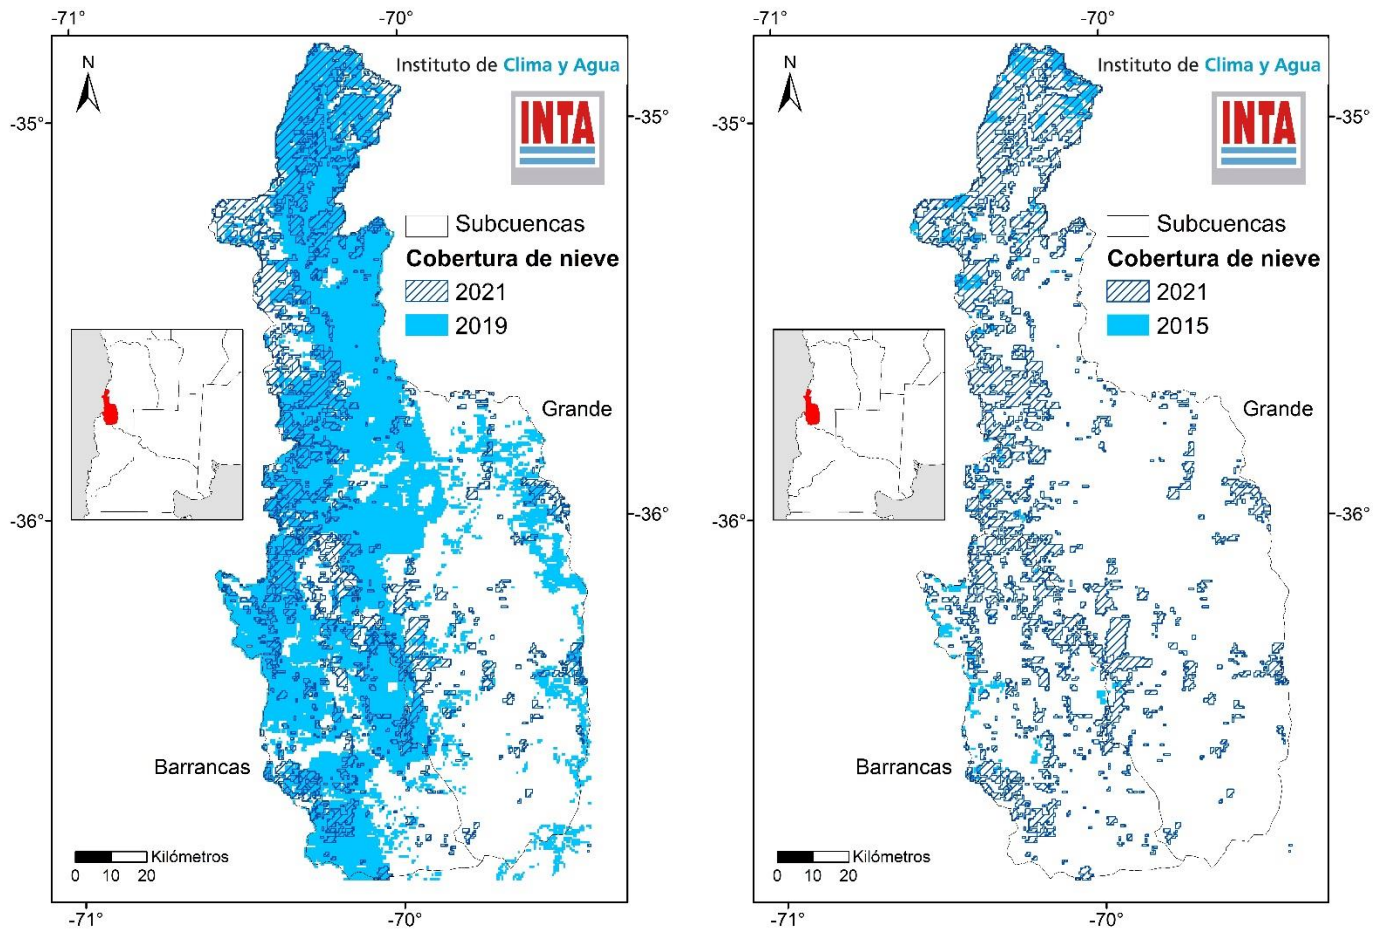 -71°
-70°
N
Instituto de Clima y Agua
INTA
-35°
-35°
Subcuencas
Cobertura de nieve
2021
2019
Grande
-36°
-36°
Barrancas
Kilómetros
0 10 20
-71°
-70°
-71°
-70°
N
Instituto de Clima y Agua
INTA
-35°
-35°
Subcuencas
Cobertura de nieve
2021
2015
Grande
-36°
-36°
Barrancas
Kilómetros
0 10 20
-71°
-70°